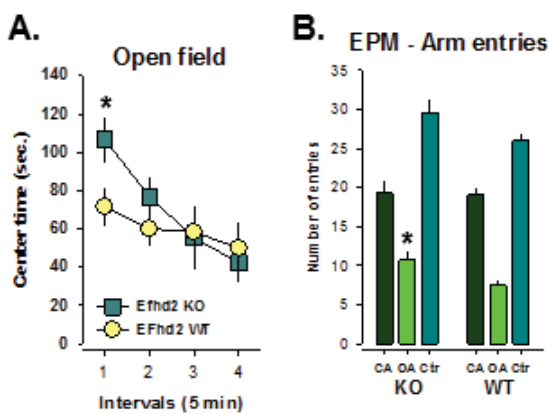 A.
Open field
*
Center time (sec.)
140
120
100
80
60
40
20
0
Efhd2 KO
EFhd2 WT
1 2 3 4
Intervals (5 min)
B.
EPM - Arm entries
Number of entries
35
30
25
20
15
10
5
0
*
CA OA Ctr CA OA Ctr
KO WT